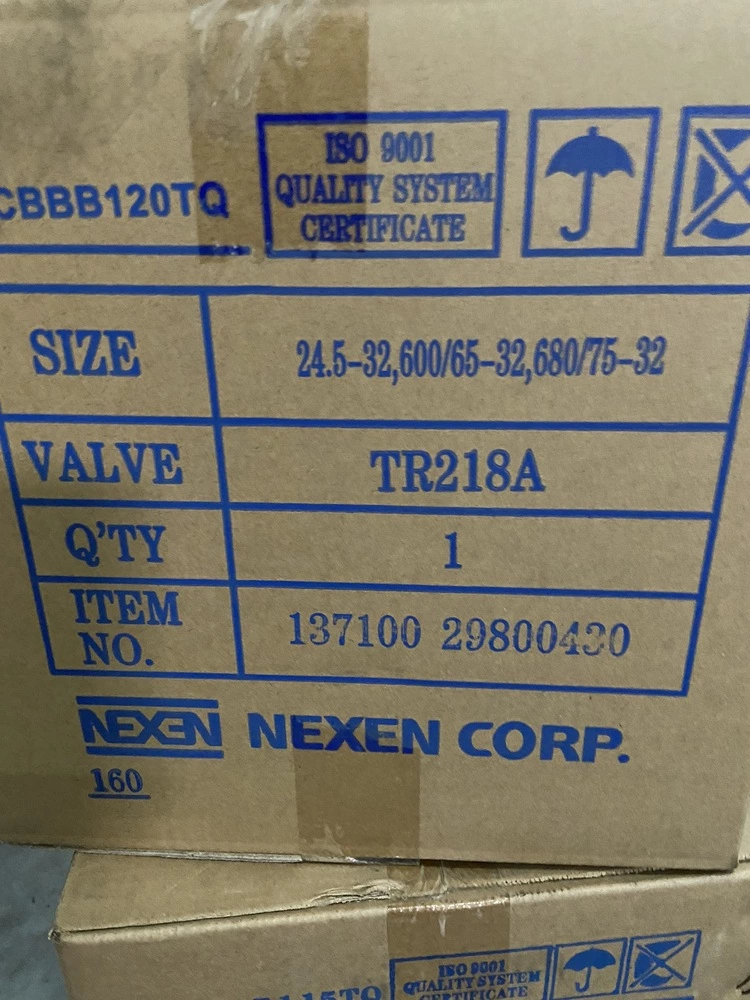 CBBB120TQ
ISO 9001
QUALITY SYSTEM
CERTIFICATE
SIZE
24.5-32,600/65-32,680/75-32
VALVE
TR218A
Q'TY
1
ITEM
NO.
137100 29800430
NEXEN NEXEN CORP.
160
115TQ
ISO 9001
QUALITY SYSTEM
CERTIFICATE